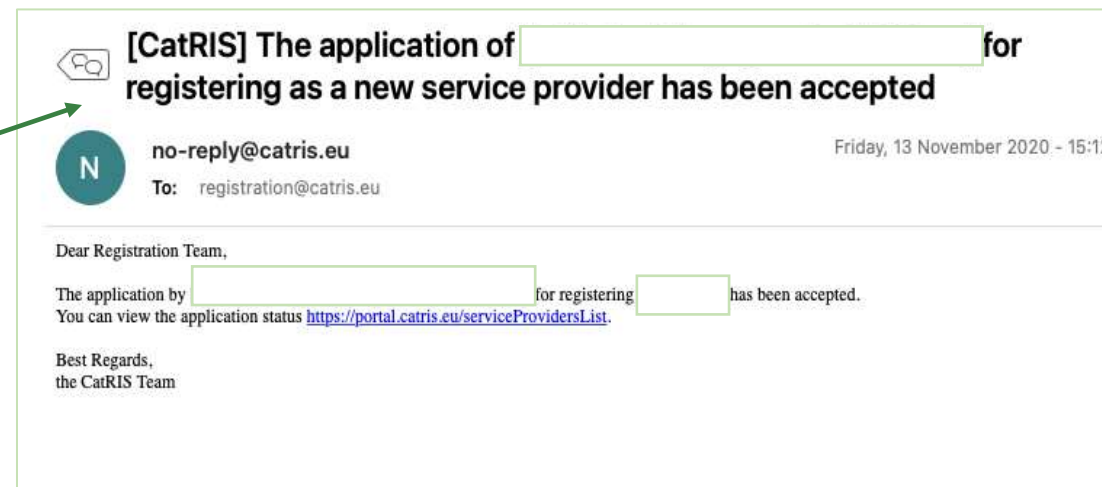 [CatRIS] The application of for
registering as a new service provider has been accepted
N
no-reply@catris.eu
Friday, 13 November 2020 - 15:1
To: registration@catris.eu
Dear Registration Team,
The application by for registering has been accepted.
You can view the application status https://portal.catris.eu/serviceProvidersList.
Best Regards,
the CatRIS Team